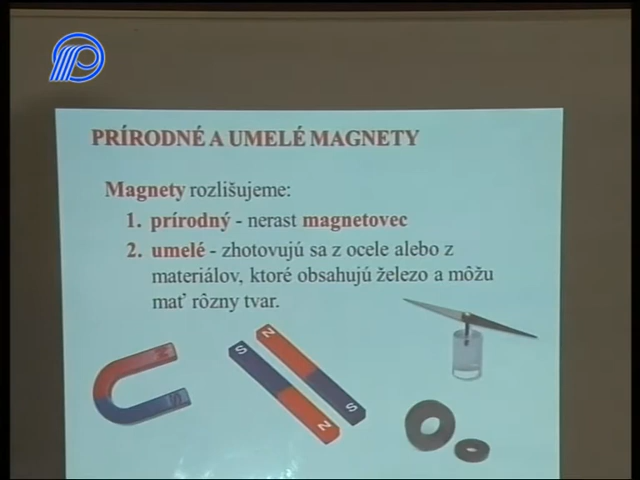 PRÍRODNÉ A UMELÉ MAGNETY
Magnety rozlišujeme:
1. prírodný - nerast magnetovec
2. umelé - zhotovujú sa z ocele alebo z
materiálov, ktoré obsahujú železo a môžu
mať rôzny tvar.
N
S
S
N
Z
S